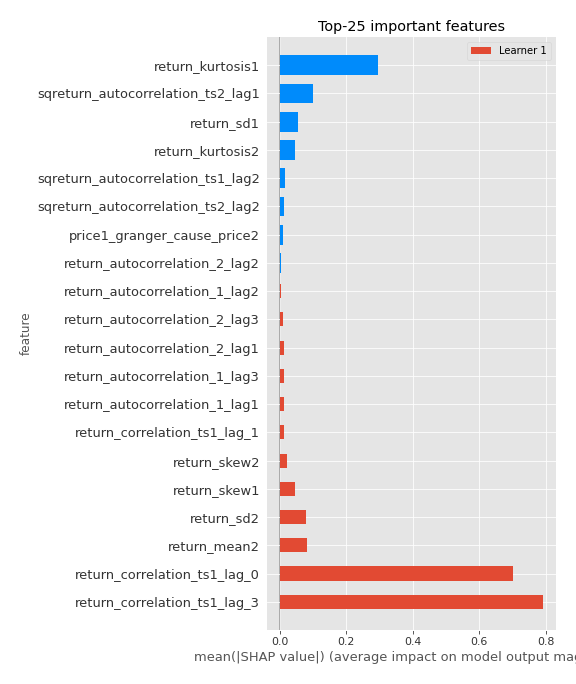 Top-25 important features
Learner 1
return_kurtosis1
sqreturn_autocorrelation_ts2_lag1
return_sd1
return_kurtosis2
sqreturn_autocorrelation_ts1_lag2
sqreturn_autocorrelation_ts2_lag2
price1_granger_cause_price2
return_autocorrelation_2_lag2
return_autocorrelation_1_lag2
return_autocorrelation_2_lag3
return_autocorrelation_2_lag1
return_autocorrelation_1_lag3
return_autocorrelation_1_lag1
return_correlation_ts1_lag_1
return_skew2
return_skew1
return_sd2
return_mean2
return_correlation_ts1_lag_0
return_correlation_ts1_lag_3
feature
0.0 0.2 0.4 0.6 0.8
mean(|SHAP value|) (average impact on model output mag